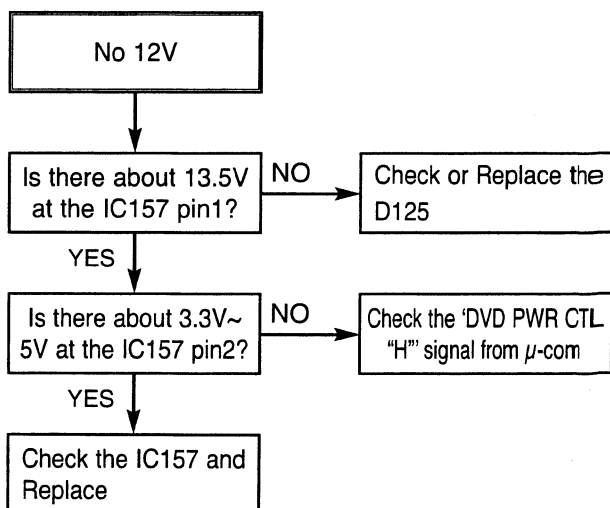 No 12V
Is there about 13.5V
at the IC157 pin1?
NO
Check or Replace the
D125
YES
Is there about 3.3V~
5V at the IC157 pin2?
NO
Check the ‘DVD PWR CTL
“H”’ signal from µ-com
YES
Check the IC157 and
Replace